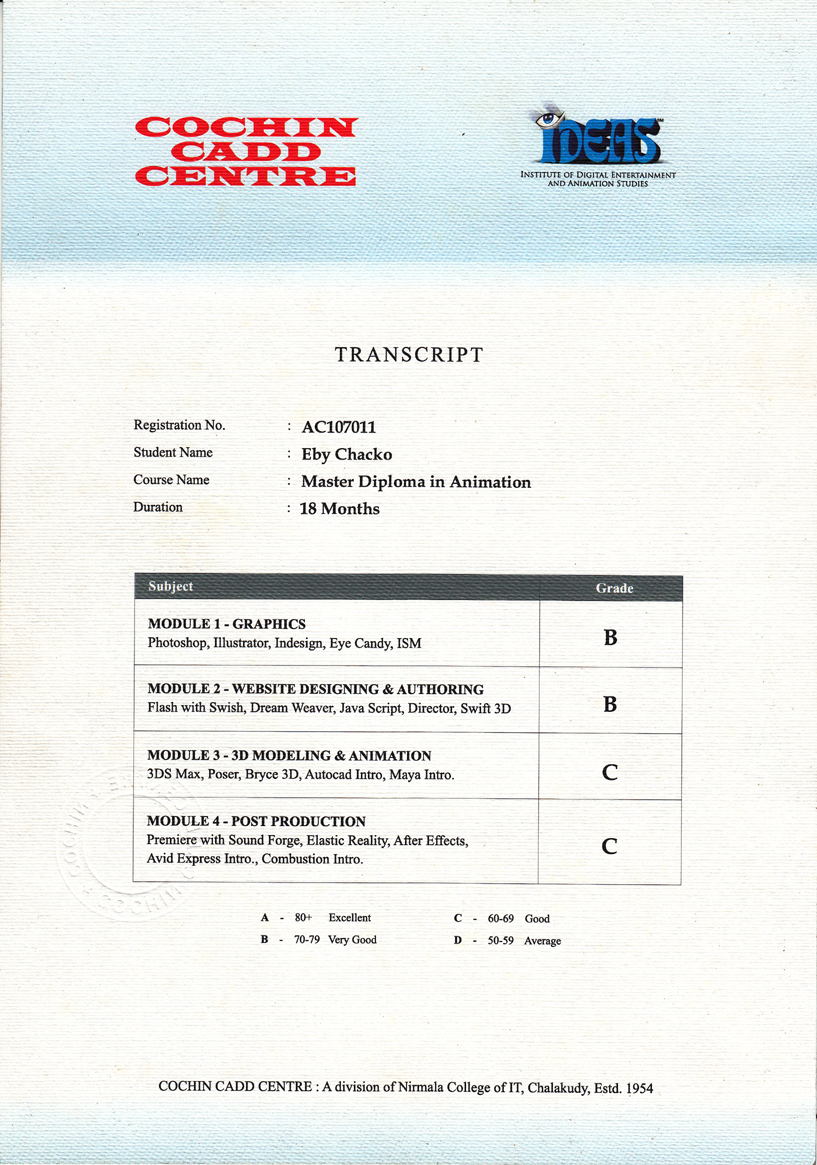 COCHIN
CADD
CENTRE
IDEAS
INSTITUTE OF DIGITAL ENTERTAINMENT
AND ANIMATION STUDIES
TRANSCRIPT
Registration No. : AC107011
Student Name : Eby Chacko
Course Name : Master Diploma in Animation
Duration : 18 Months
Subject Grade
MODULE 1 - GRAPHICS
Photoshop, Illustrator, Indesign, Eye Candy, ISM
B
MODULE 2 - WEBSITE DESIGNING & AUTHORING
Flash with Swish, Dream Weaver, Java Script, Director, Swift 3D
B
MODULE 3 - 3D MODELING & ANIMATION
3DS Max, Poser, Bryce 3D, Autocad Intro, Maya Intro.
C
MODULE 4 - POST PRODUCTION
Premiere with Sound Forge, Elastic Reality, After Effects,
Avid Express Intro., Combustion Intro.
C
A - 80+ Excellent C - 60-69 Good
B - 70-79 Very Good D - 50-59 Average
COCHIN CADD CENTRE : A division of Nirmala College of IT, Chalakudy, Estd. 1954